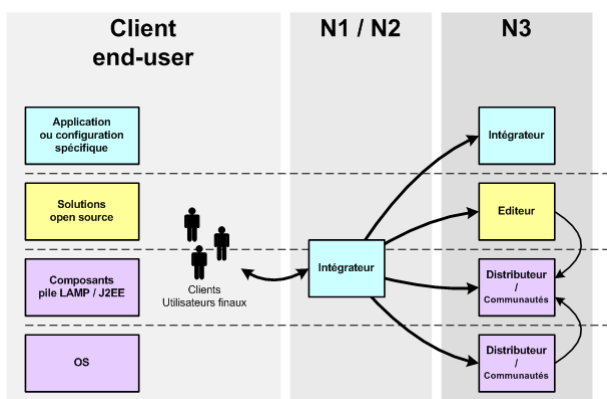 Client
end-user
N1 / N2
N3
Application
ou configuration
spécifique
Intégrateur
Solutions
open source
Editeur
Intégrateur
Clients
Utilisateurs finaux
Composants
pile LAMP / J2EE
Distributeur
/
Communautés
OS
Distributeur
/
Communautés